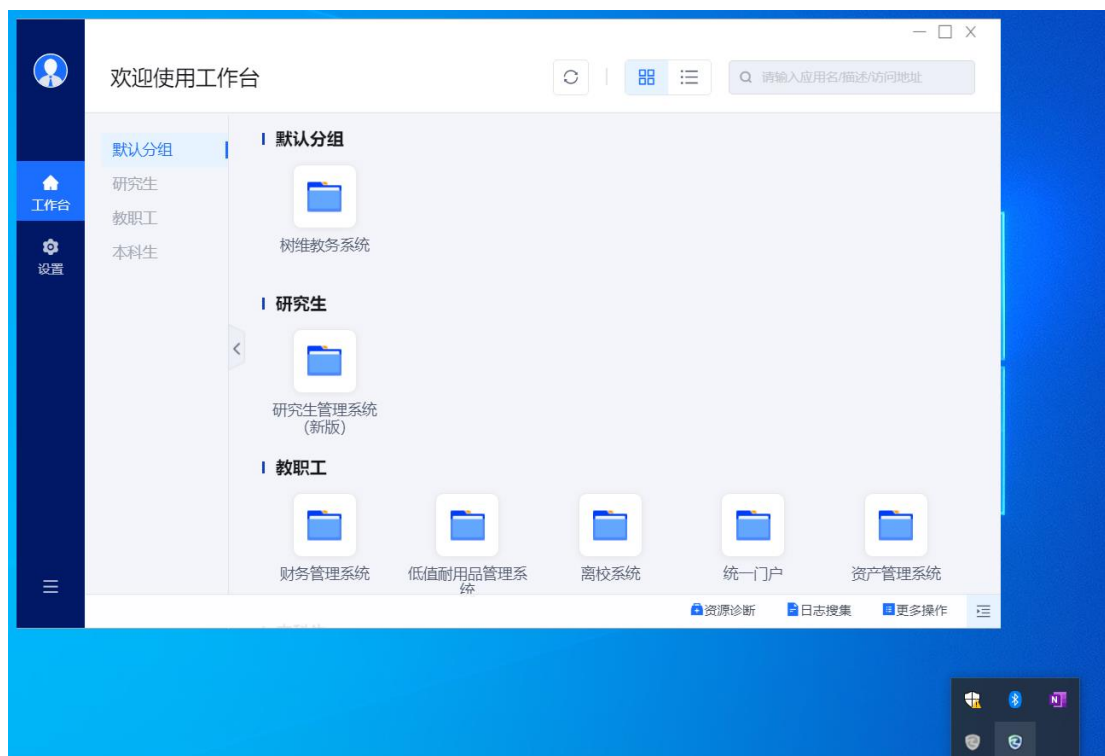 欢迎使用工作台
请输入应用名/描述/访问地址
工作台
设置
默认分组
研究生
教职工
本科生
默认分组
树维教务系统
研究生
研究生管理系统
(新版)
教职工
财务管理系统
低值耐用品管理系
统
离校系统
统一门户
资产管理系统
资源诊断
日志搜集
更多操作